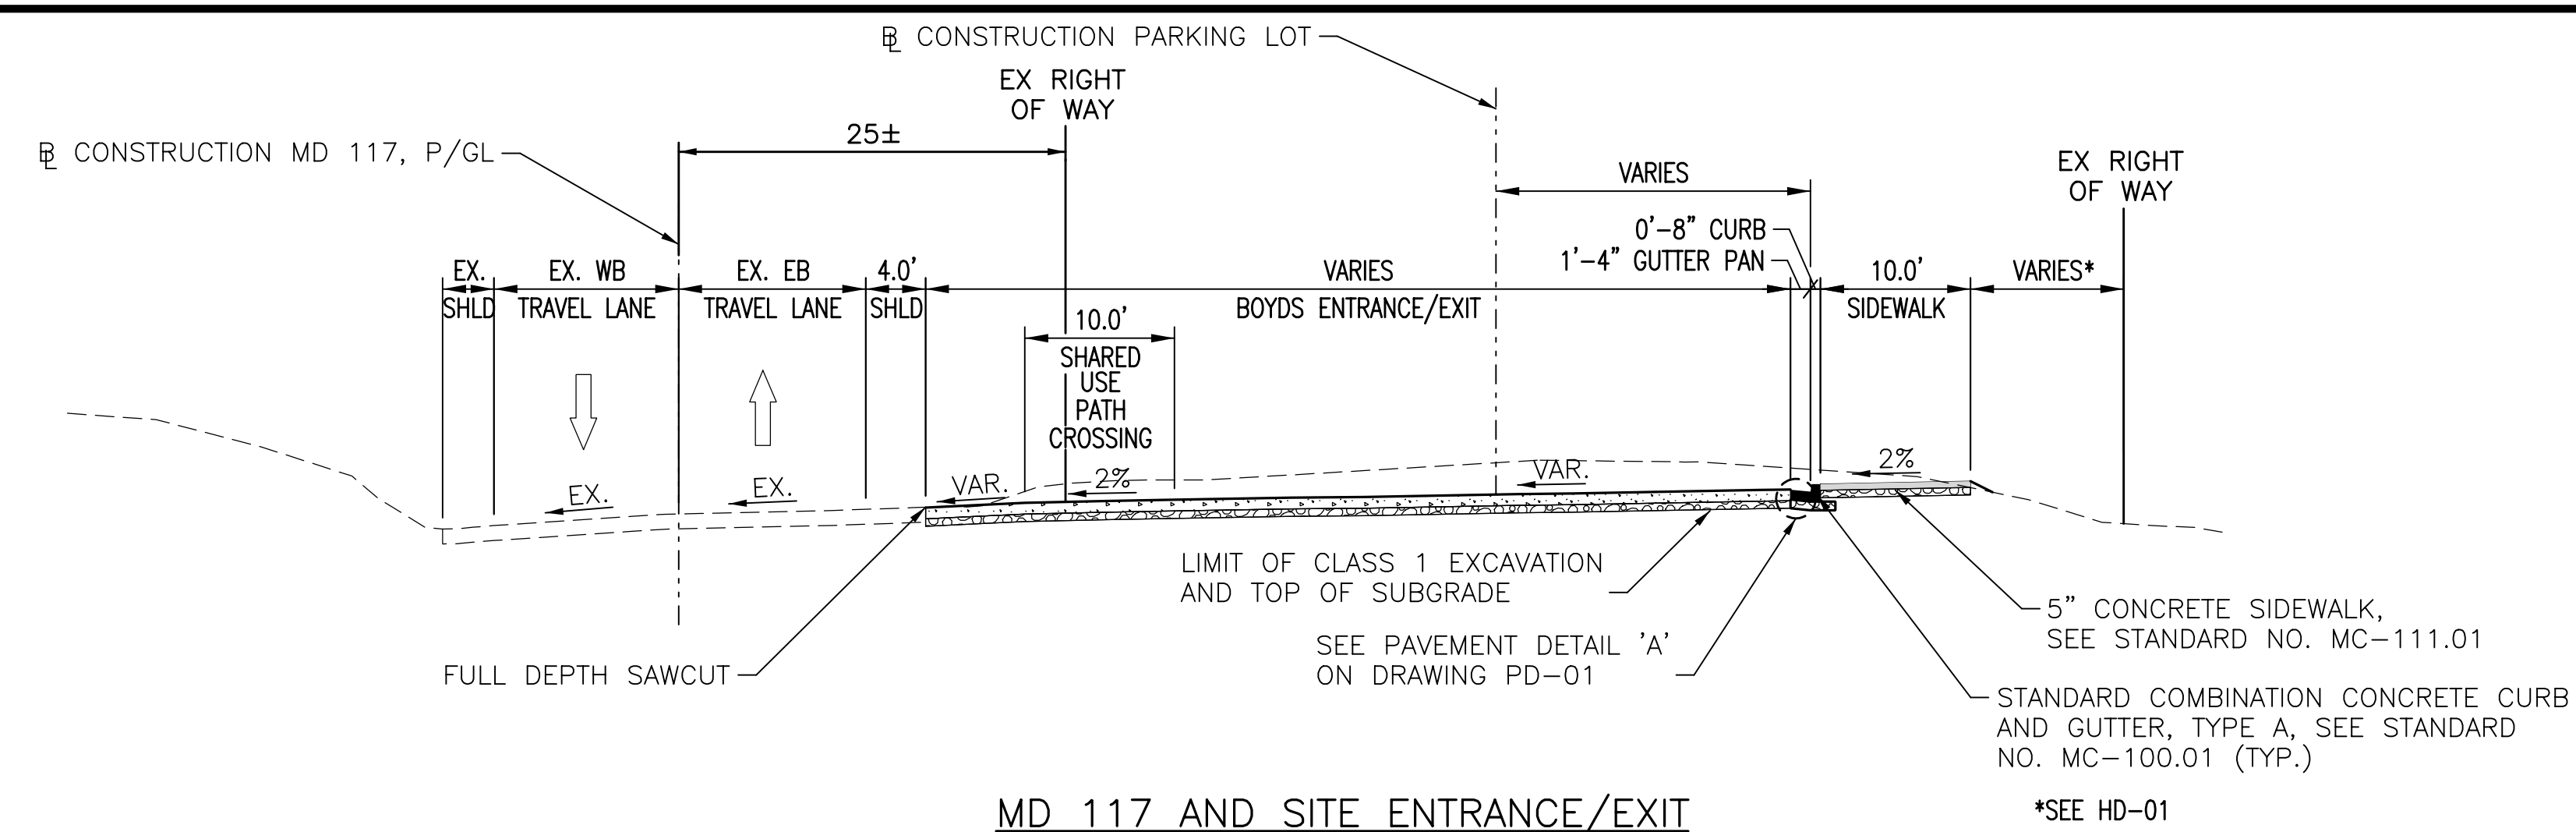 ℄ CONSTRUCTION PARKING LOT
EX RIGHT
OF WAY
25±
℄ CONSTRUCTION MD 117, P/GL
VARIES
EX RIGHT
OF WAY
0'-8" CURB
1'-4" GUTTER PAN
EX.
SHLD
EX. WB
TRAVEL LANE
EX. EB
TRAVEL LANE
4.0'
SHLD
VARIES
BOYDS ENTRANCE/EXIT
10.0'
SIDEWALK
VARIES*
10.0'
SHARED
USE
PATH
CROSSING
EX.
EX.
VAR.
2%
VAR.
2%
LIMIT OF CLASS 1 EXCAVATION
AND TOP OF SUBGRADE
SEE PAVEMENT DETAIL 'A'
ON DRAWING PD-01
FULL DEPTH SAWCUT
5" CONCRETE SIDEWALK,
SEE STANDARD NO. MC-111.01
STANDARD COMBINATION CONCRETE CURB
AND GUTTER, TYPE A, SEE STANDARD
NO. MC-100.01 (TYP.)
MD 117 AND SITE ENTRANCE/EXIT
*SEE HD-01